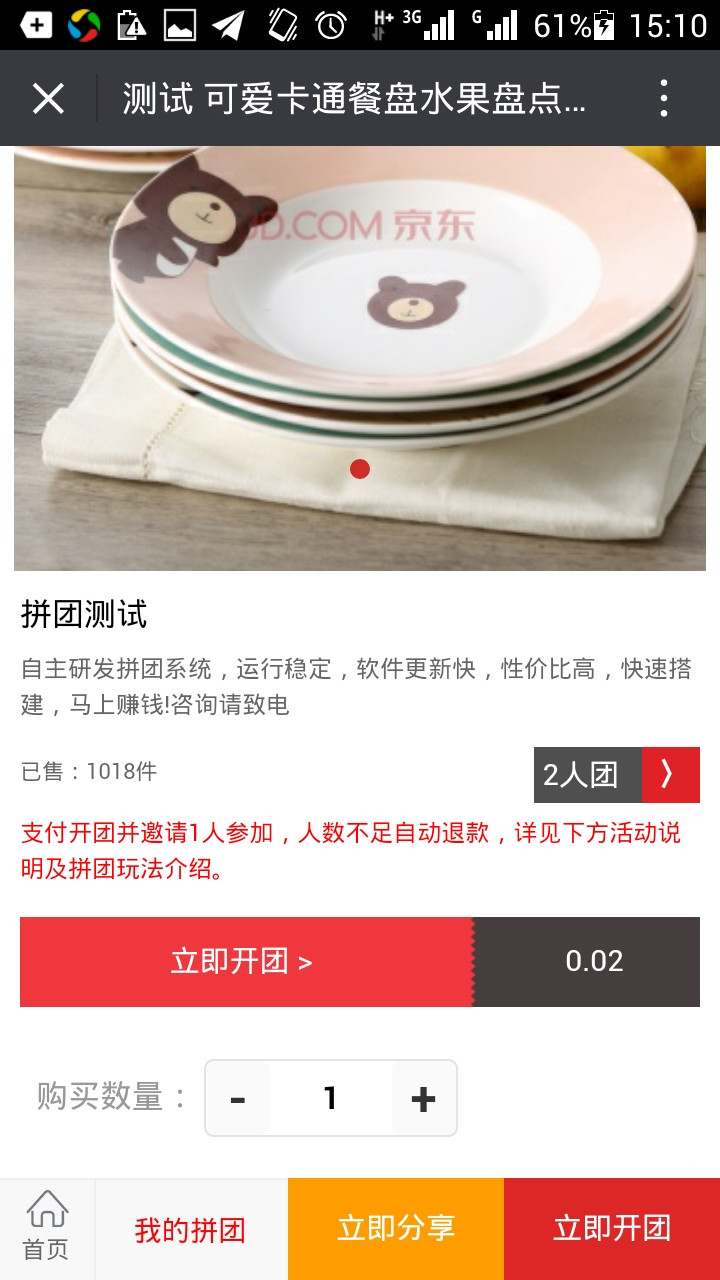 H+ 3G G 61% 15:10
测试 可爱卡通餐盘水果盘点...
JD.COM 京东
拼团测试
自主研发拼团系统，运行稳定，软件更新快，性价比高，快速搭
建，马上赚钱!咨询请致电
已售：1018件
2人团 〉
支付开团并邀请1人参加，人数不足自动退款，详见下方活动说
明及拼团玩法介绍。
立即开团 >
0.02
购买数量：
- 1 +
首页
我的拼团
立即分享
立即开团